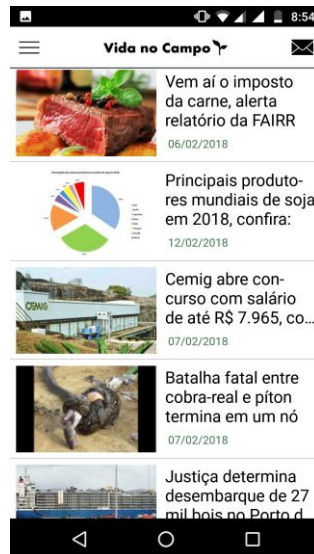 8:54
Vida no Campo
Vem aí o imposto
da carne, alerta
relatório da FAIRR
06/02/2018
Principais produto-
res mundiais de soja
em 2018, confira:
12/02/2018
CEMIG
Cemig abre con-
curso com salário
de até R$ 7.965, co...
07/02/2018
Batalha fatal entre
cobra-real e píton
termina em um nó
07/02/2018
Justiça determina
desembarque de 27
mil bois no Porto d